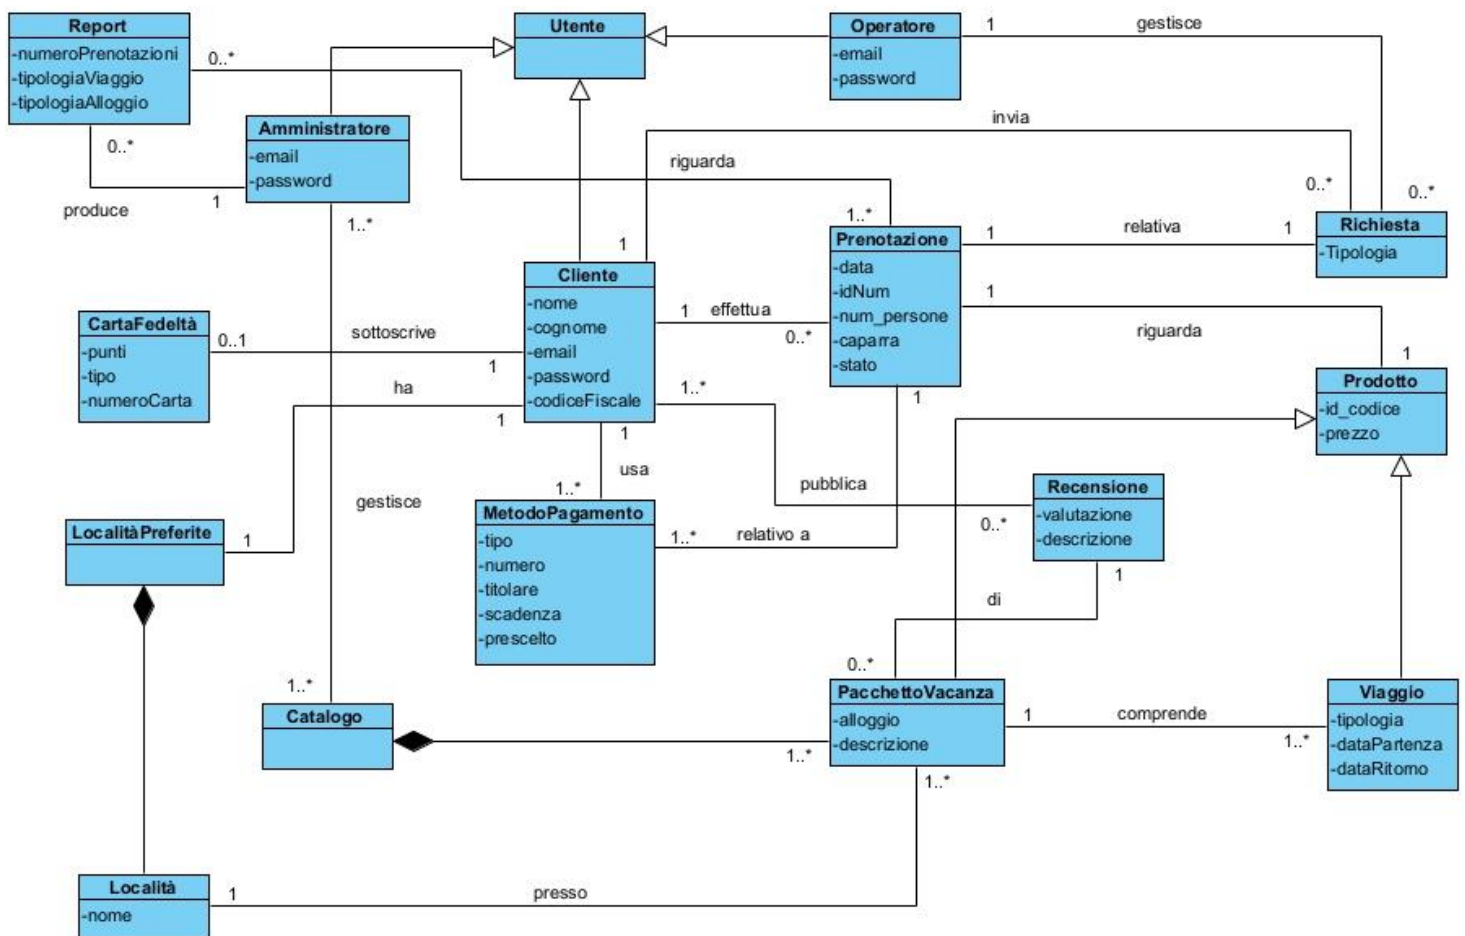 Report
-numeroPrenotazioni
-tipologiaViaggio
-tipologiaAlloggio
0..*
0..*
produce
1
Utente
Operatore
-email
-password
1
gestisce
Amministratore
-email
-password
1..*
invia
riguarda
0..*
0..*
1
1..*
Prenotazione
-data
-idNum
-num_persone
-caparra
-stato
1
relativa
1
Richiesta
-Tipologia
Cliente
-nome
-cognome
-email
-password
-codiceFiscale
1
effettua
0..*
1
riguarda
1
CartaFedeltà
-punti
-tipo
-numeroCarta
0..1
sottoscrive
1
ha
1
1
usa
1..*
1..*
1
Prodotto
-id_codice
-prezzo
gestisce
pubblica
0..*
Recensione
-valutazione
-descrizione
1
LocalitàPreferite
1
MetodoPagamento
-tipo
-numero
-titolare
-scadenza
-prescelto
1..*
relativo a
di
0..*
1..*
Catalogo
1..*
PacchettoVacanza
-alloggio
-descrizione
1
comprende
1..*
Viaggio
-tipologia
-dataPartenza
-dataRitorno
1..*
Località
-nome
1
presso